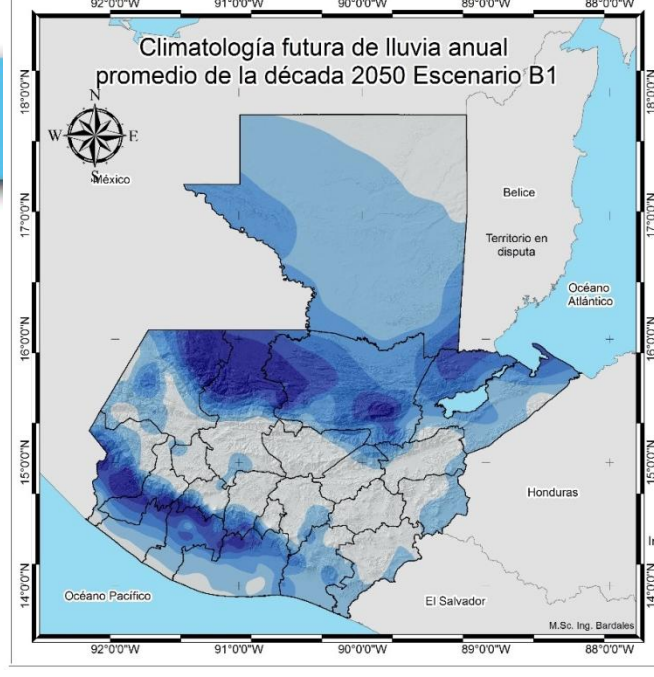 92°0'0"W 91°0'0"W 90°0'0"W 89°0'0"W 88°0'0"W
Climatología futura de lluvia anual
promedio de la década 2050 Escenario B1
N
W E
S
18°0'0"N 18°0'0"N
México
Belice
17°0'0"N 17°0'0"N
Territorio en
disputa
Océano
Atlántico
16°0'0"N 16°0'0"N
15°0'0"N 15°0'0"N
Honduras
14°0'0"N 14°0'0"N
Océano Pacífico
El Salvador
M.Sc. Ing. Bardales
92°0'0"W 91°0'0"W 90°0'0"W 89°0'0"W 88°0'0"W